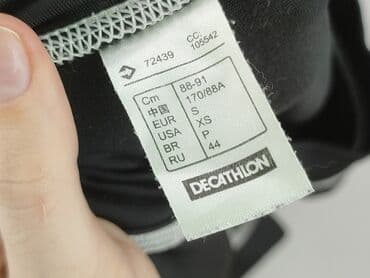 72439
CC:
105542
Cm 88-91
中国 170/88A
EUR S
USA XS
BR P
RU 44
DECATHLON